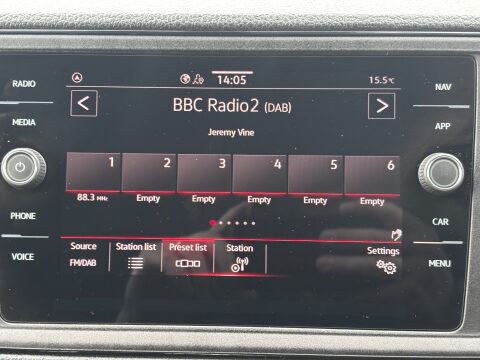 14:05
15.5°C
RADIO
NAV
< BBC Radio2 (DAB) >
MEDIA
APP
Jeremy Vine
1 2 3 4 5 6
88.3 MHz Empty Empty Empty Empty Empty
PHONE
CAR
Source Station list Preset list Station Settings
FM/DAB
VOICE
MENU